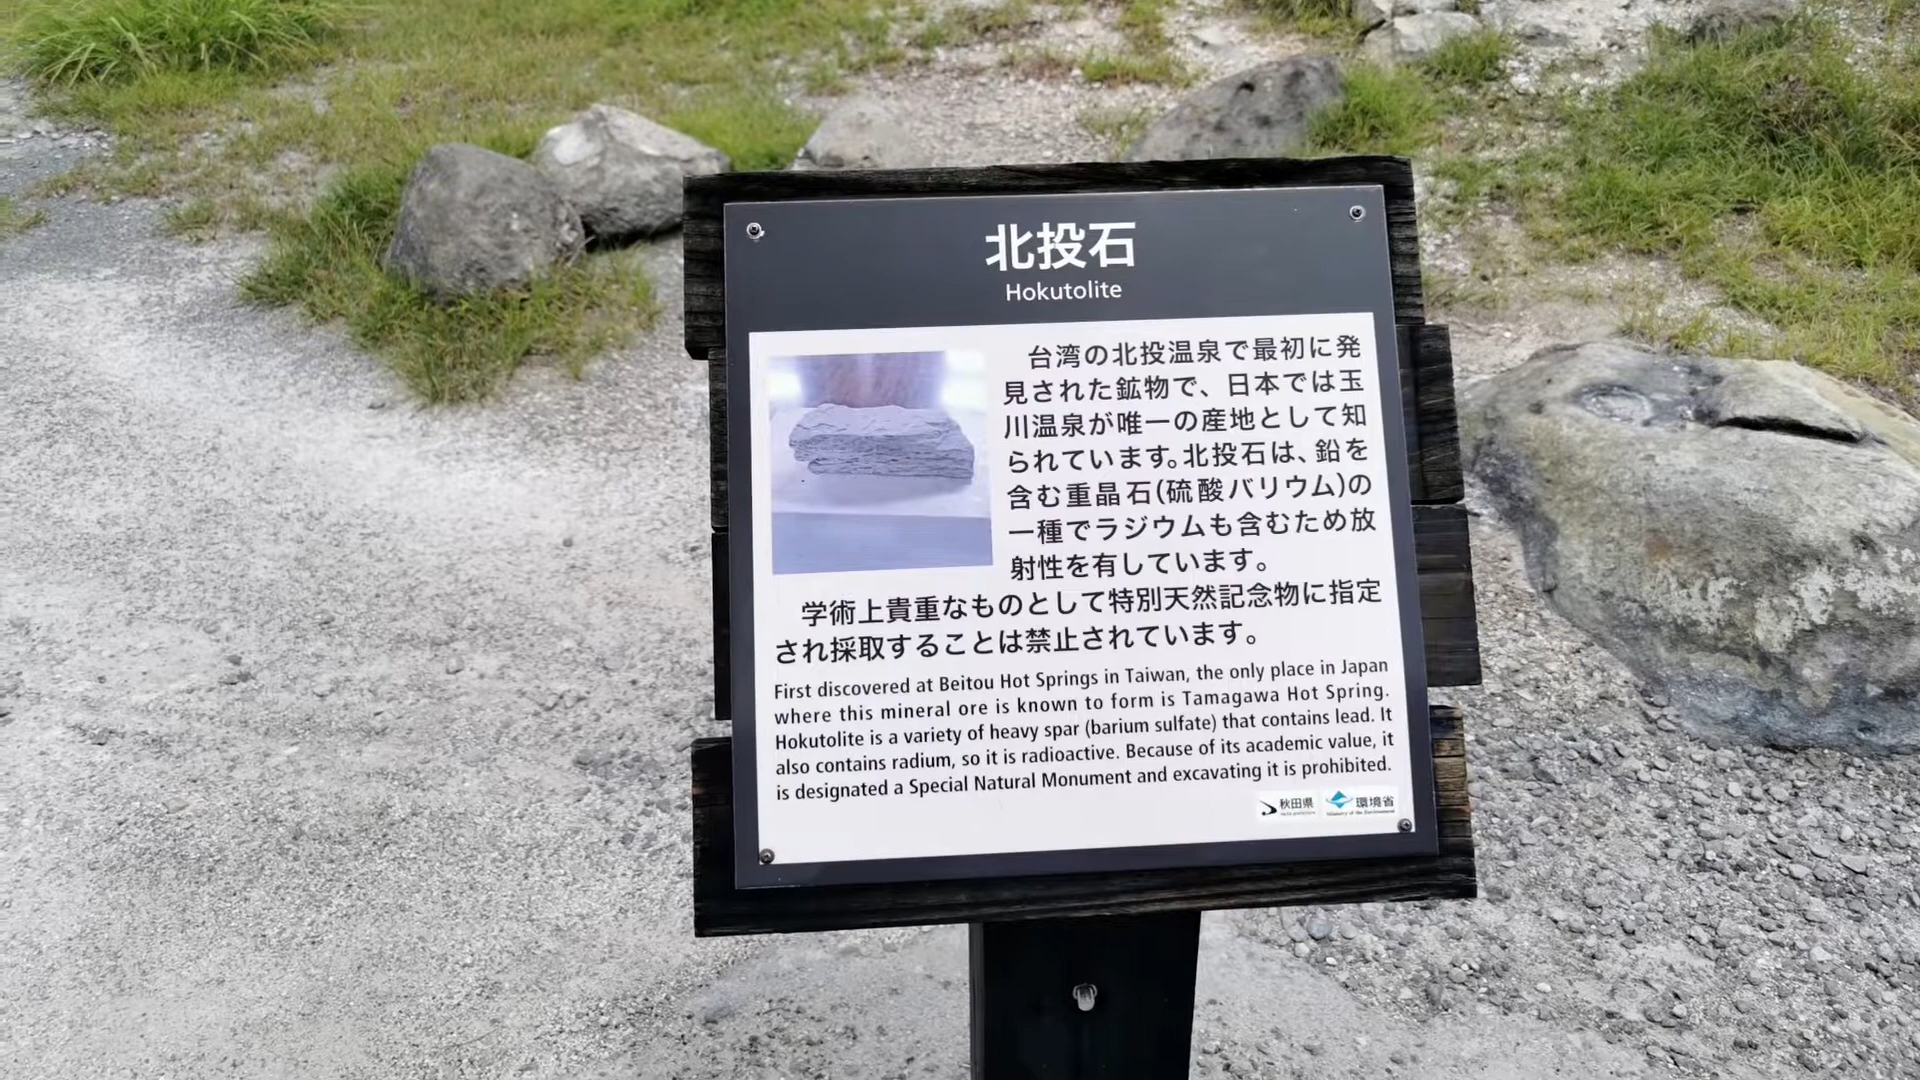 北投石
Hokutolite
台湾の北投温泉で最初に発
見された鉱物で、日本では玉
川温泉が唯一の産地として知
られています。北投石は、鉛を
含む重晶石(硫酸バリウム)の
一種でラジウムも含むため放
射性を有しています。
学術上貴重なものとして特別天然記念物に指定
され採取することは禁止されています。
First discovered at Beitou Hot Springs in Taiwan, the only place in Japan
where this mineral ore is known to form is Tamagawa Hot Spring.
Hokutolite is a variety of heavy spar (barium sulfate) that contains lead. It
also contains radium, so it is radioactive. Because of its academic value, it
is designated a Special Natural Monument and excavating it is prohibited.
秋田県 環境省
Ministry of the Environment